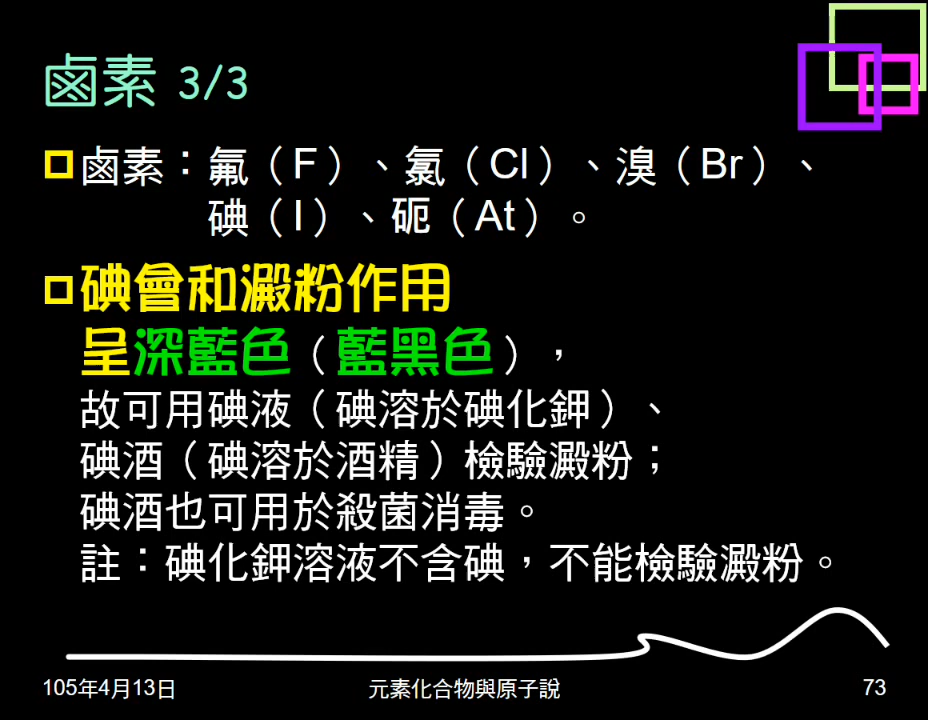 鹵素 3/3
鹵素：氟（F）、氯（Cl）、溴（Br）、
碘（I）、砈（At）。
碘會和澱粉作用
呈深藍色（藍黑色），
故可用碘液（碘溶於碘化鉀）、
碘酒（碘溶於酒精）檢驗澱粉；
碘酒也可用於殺菌消毒。
註：碘化鉀溶液不含碘，不能檢驗澱粉。
105年4月13日
元素化合物與原子說
73